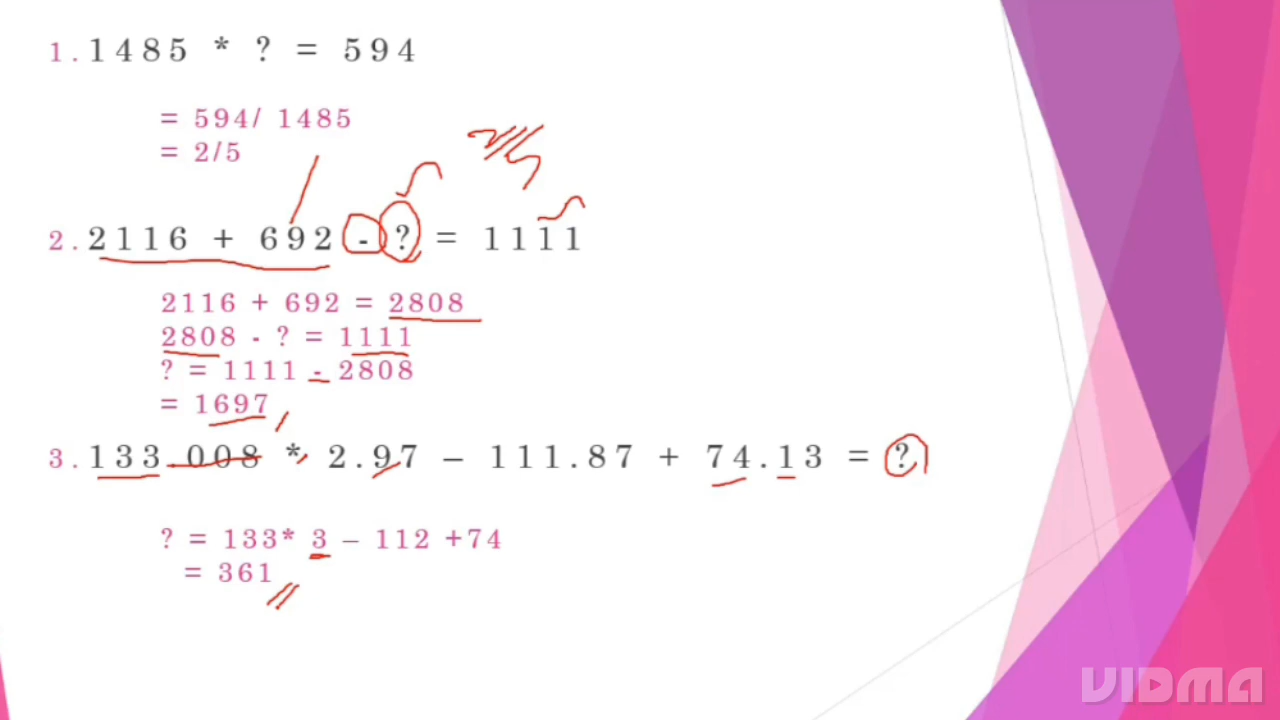 1. 1485 * ? = 594
= 594/ 1485
= 2/5
2. 2116 + 692 - ? = 1111
2116 + 692 = 2808
2808 - ? = 1111
? = 1111 - 2808
= 1697
3. 133.008 * 2.97 – 111.87 + 74.13 = ?
? = 133* 3 – 112 +74
= 361
VIDMA